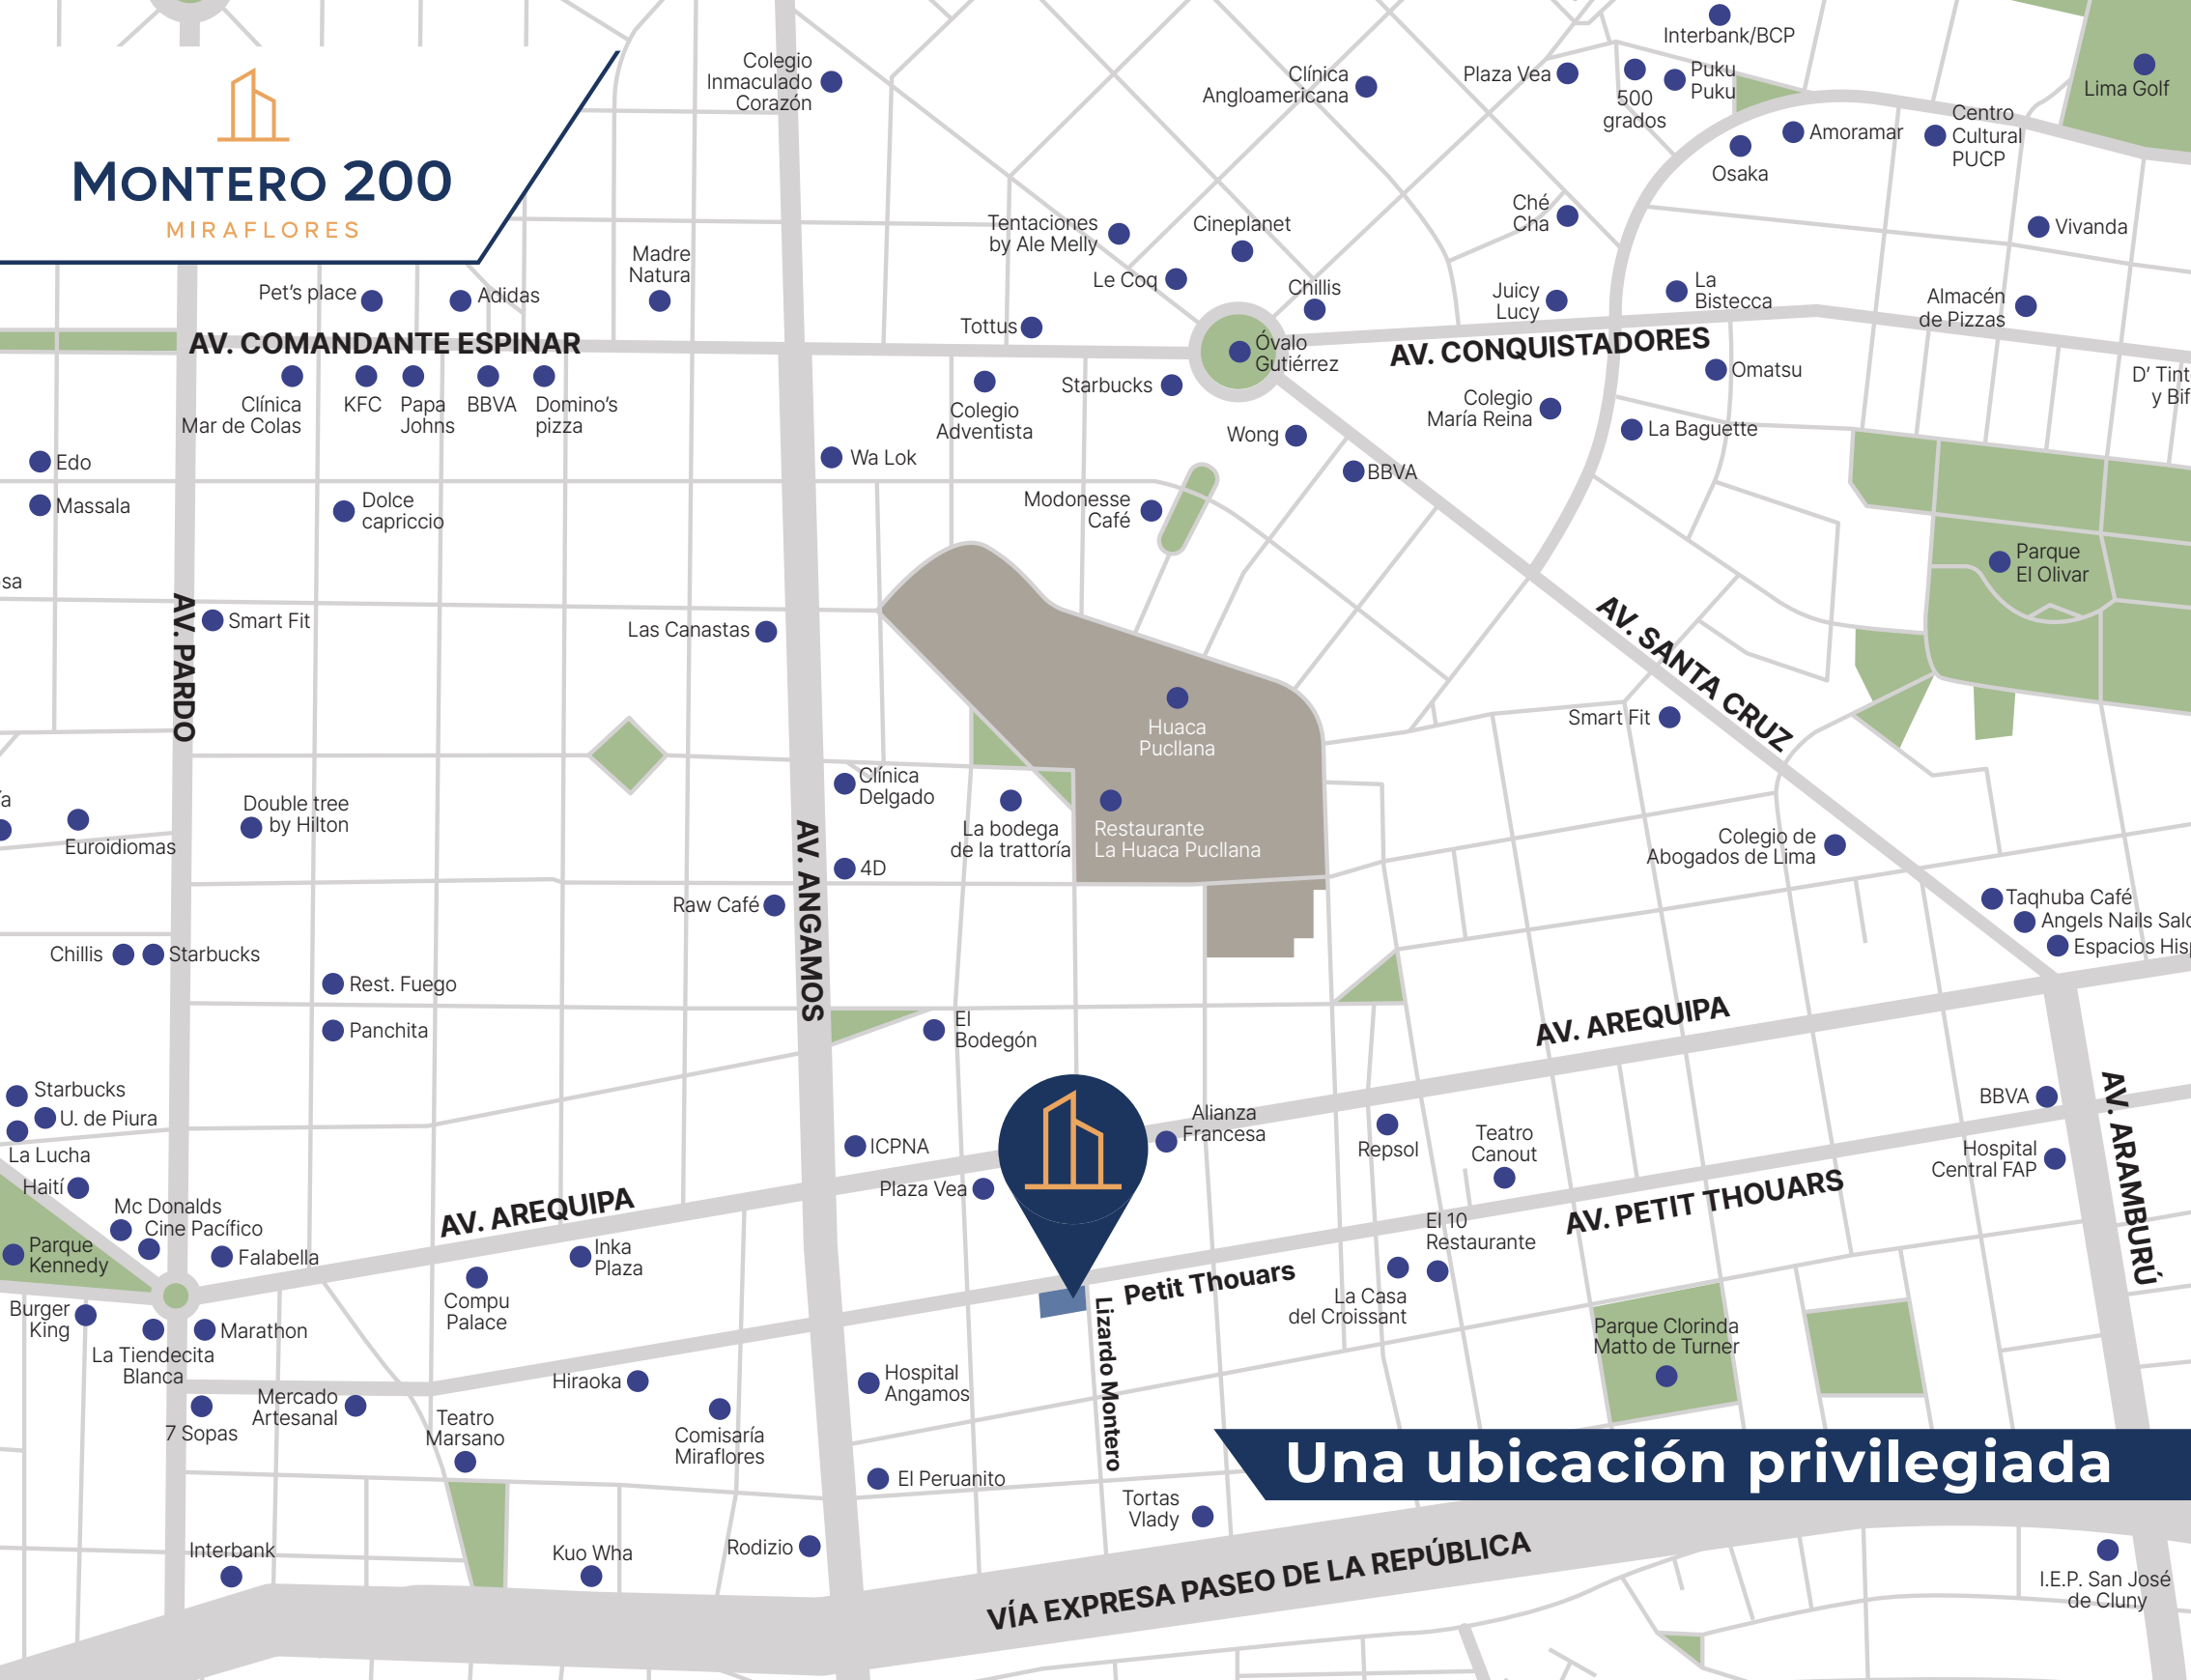 MONTERO 200
MIRAFLORES
Colegio
Inmaculado
Corazón
Clínica
Angloamericana
Plaza Vea
500
grados
Interbank/BCP
Puku
Puku
Lima Golf
Osaka
Amoramar
Centro
Cultural
PUCP
Vivanda
Ché
Cha
Tentaciones
by Ale Melly
Cineplanet
Le Coq
Chillis
Juicy
Lucy
La
Bistecca
Almacén
de Pizzas
Pet's place
Adidas
Madre
Natura
Tottus
AV. COMANDANTE ESPINAR
Óvalo
Gutiérrez
AV. CONQUISTADORES
Clínica
Mar de Colas
KFC
Papa
Johns
BBVA
Domino's
pizza
Colegio
Adventista
Starbucks
Omatsu
D' Tint
y Bif
Colegio
María Reina
La Baguette
Wong
BBVA
Edo
Massala
Dolce
capriccio
Wa Lok
Modonesse
Café
Parque
El Olivar
sa
AV. PARDO
Smart Fit
Las Canastas
AV. SANTA CRUZ
Huaca
Pucllana
Smart Fit
Clínica
Delgado
La bodega
de la trattoría
Restaurante
La Huaca Pucllana
Euroidiomas
Double tree
by Hilton
AV. ANGAMOS
4D
Raw Café
Colegio de
Abogados de Lima
Taqhuba Café
Angels Nails Salo
Espacios Hisp
Chillis
Starbucks
Rest. Fuego
Panchita
El
Bodegón
AV. AREQUIPA
Starbucks
U. de Piura
La Lucha
Haití
ICPNA
Plaza Vea
Alianza
Francesa
Repsol
Teatro
Canout
BBVA
Hospital
Central FAP
AV. ARAMBURÚ
Mc Donalds
Cine Pacífico
Parque
Kennedy
Falabella
AV. AREQUIPA
Inka
Plaza
Compu
Palace
AV. PETIT THOUARS
El 10
Restaurante
La Casa
del Croissant
Petit Thouars
Lizardo Montero
Parque Clorinda
Matto de Turner
Burger
King
La Tiendecita
Blanca
Marathon
7 Sopas
Mercado
Artesanal
Teatro
Marsano
Hiraoka
Comisaría
Miraflores
Hospital
Angamos
El Peruanito
Una ubicación privilegiada
Tortas
Vlady
Interbank
Kuo Wha
Rodizio
VÍA EXPRESA PASEO DE LA REPÚBLICA
I.E.P. San José
de Cluny